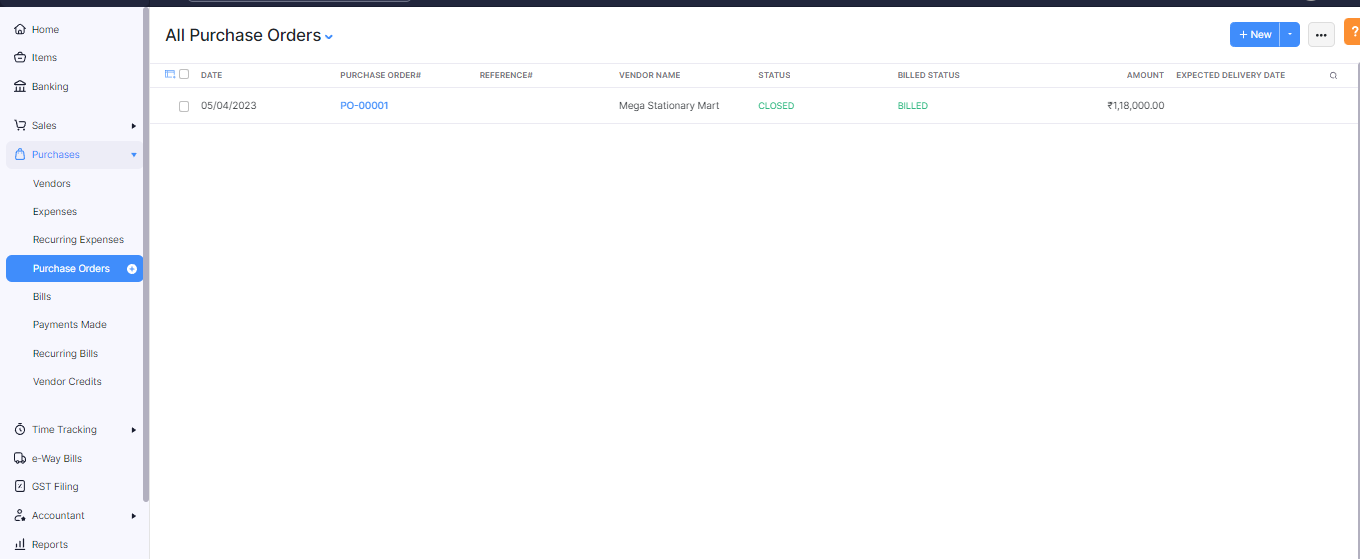 Home
Items
Banking
Sales
Purchases
Vendors
Expenses
Recurring Expenses
Purchase Orders
Bills
Payments Made
Recurring Bills
Vendor Credits
Time Tracking
e-Way Bills
GST Filing
Accountant
Reports
All Purchase Orders
+ New
?
DATE PURCHASE ORDER# REFERENCE# VENDOR NAME STATUS BILLED STATUS AMOUNT EXPECTED DELIVERY DATE
05/04/2023 PO-00001 Mega Stationary Mart CLOSED BILLED ₹1,18,000.00